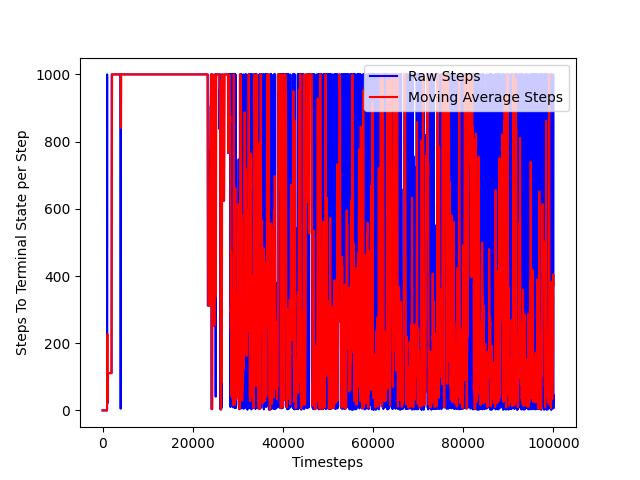 Raw Steps
Moving Average Steps
Steps To Terminal State per Step
1000
800
600
400
200
0
0 20000 40000 60000 80000 100000
Timesteps